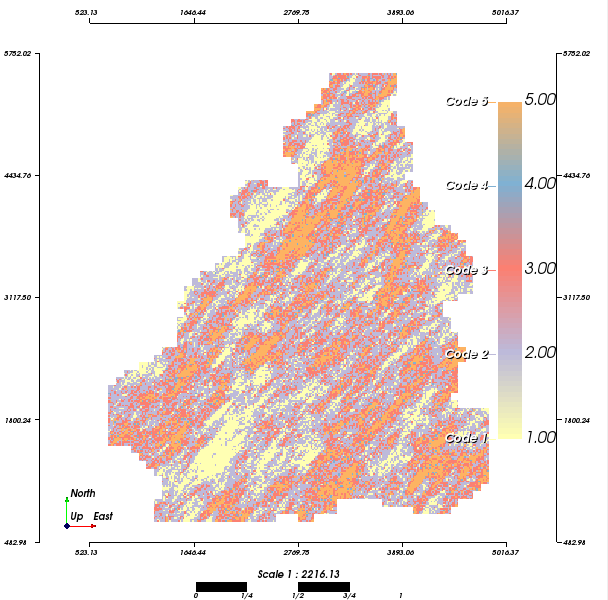 523.13 1646.44 2769.75 3893.06 5016.37
5752.02 5752.02
Code 5 5.00
4434.76 4434.76
Code 4 4.00
Code 3 3.00
3117.50 3117.50
Code 2 2.00
1800.24 1800.24
Code 1 1.00
North
Up East
482.98 482.98
523.13 1646.44 2769.75 3893.06 5016.37
Scale 1 : 2216.13
0 1/4 1/2 3/4 1